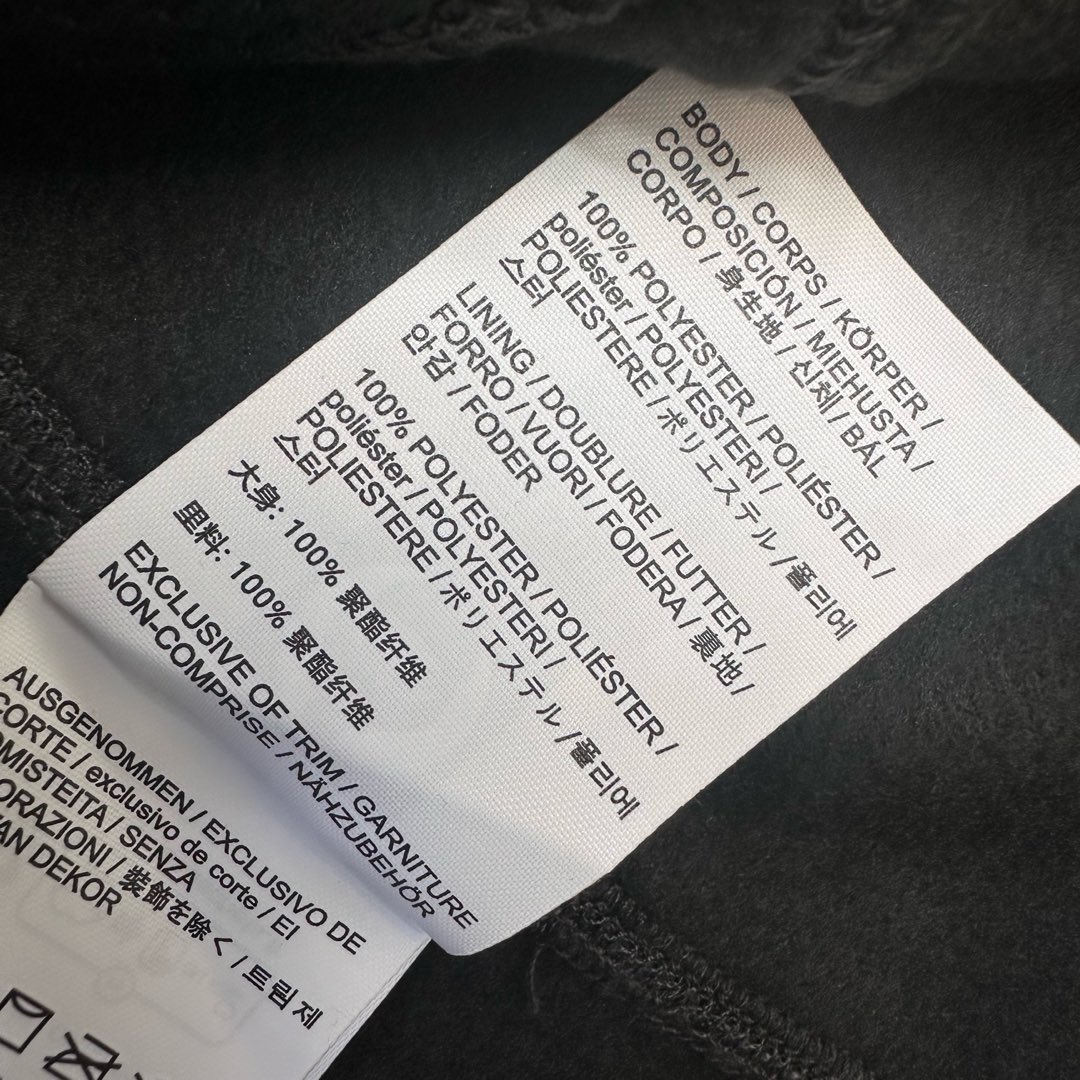 BODY / CORPS / KÖRPER /
COMPOSICIÓN / MIEHUSTA /
CORPO / 身生地 / 신체 / BÁL
100% POLYESTER / POLIÉSTER /
poliéster / POLYESTERI /
POLIESTERE / ポリエステル / 폴리에
스터
LINING / DOUBLURE / FUTTER /
FORRO / VUORI / FODERA / 裏地 /
안감 / FODER
100% POLYESTER / POLIÉSTER /
poliéster / POLYESTERI /
POLIESTERE / ポリエステル / 폴리에
스터
大身: 100% 聚酯纤维
里料: 100% 聚酯纤维
EXCLUSIVE OF TRIM / GARNITURE
NON-COMPRISE / NÄHZUBEHÖR
AUSGENOMMEN / EXCLUSIVO DE
CORTE / exclusivo de corte / EI
OMISTEITA / SENZA
ORAZIONI / 装飾を除く / 트림 제
AN DEKOR